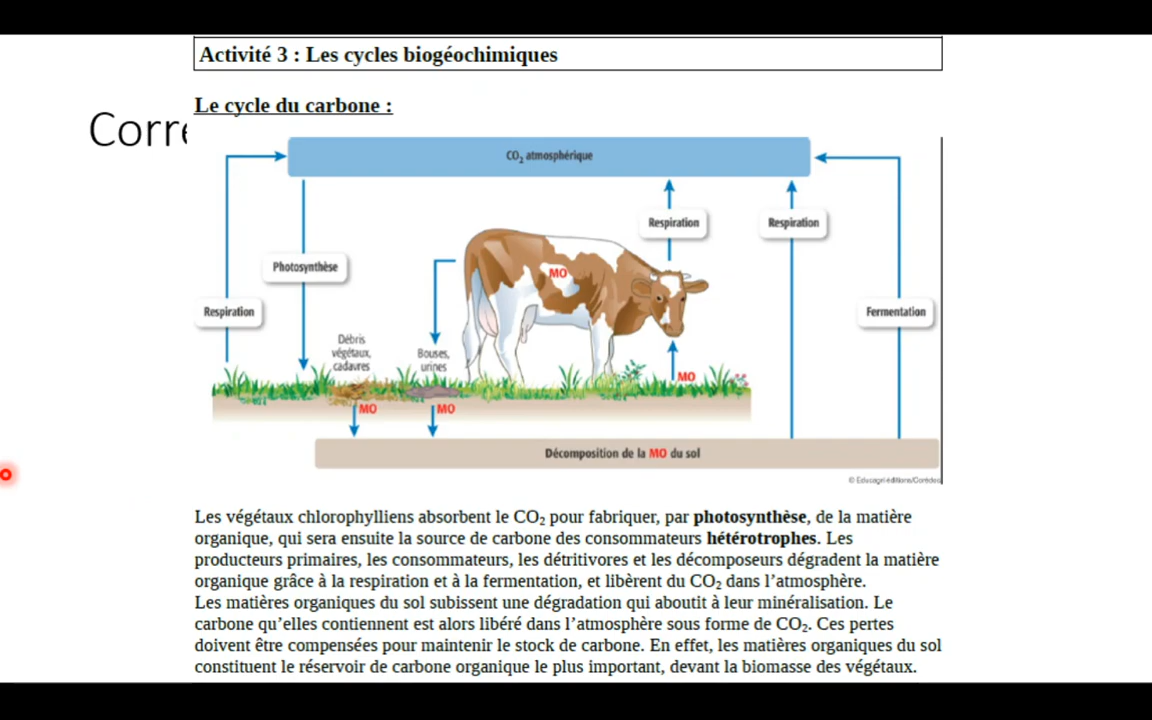 Activité 3 : Les cycles biogéochimiques
Le cycle du carbone :
Corre
CO₂ atmosphérique
Respiration
Respiration
Photosynthèse
MO
Respiration
Fermentation
Débris
végétaux,
cadavres
Bouses,
urines
MO
MO
MO
Décomposition de la MO du sol
© Educagri éditions/Corédoc
Les végétaux chlorophylliens absorbent le CO₂ pour fabriquer, par photosynthèse, de la matière
organique, qui sera ensuite la source de carbone des consommateurs hétérotrophes. Les
producteurs primaires, les consommateurs, les détritivores et les décomposeurs dégradent la matière
organique grâce à la respiration et à la fermentation, et libèrent du CO₂ dans l’atmosphère.
Les matières organiques du sol subissent une dégradation qui aboutit à leur minéralisation. Le
carbone qu’elles contiennent est alors libéré dans l’atmosphère sous forme de CO₂. Ces pertes
doivent être compensées pour maintenir le stock de carbone. En effet, les matières organiques du sol
constituent le réservoir de carbone organique le plus important, devant la biomasse des végétaux.